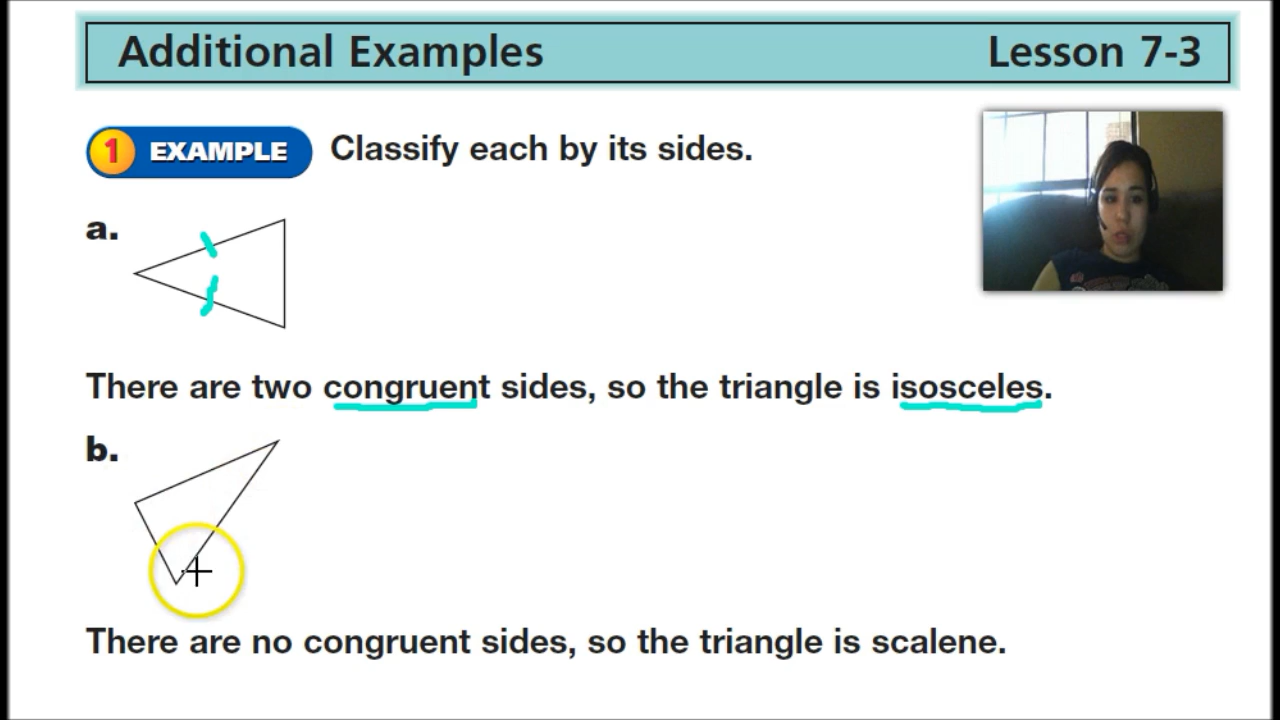 Additional Examples Lesson 7-3
1 EXAMPLE Classify each by its sides.
a.
There are two congruent sides, so the triangle is isosceles.
b.
There are no congruent sides, so the triangle is scalene.